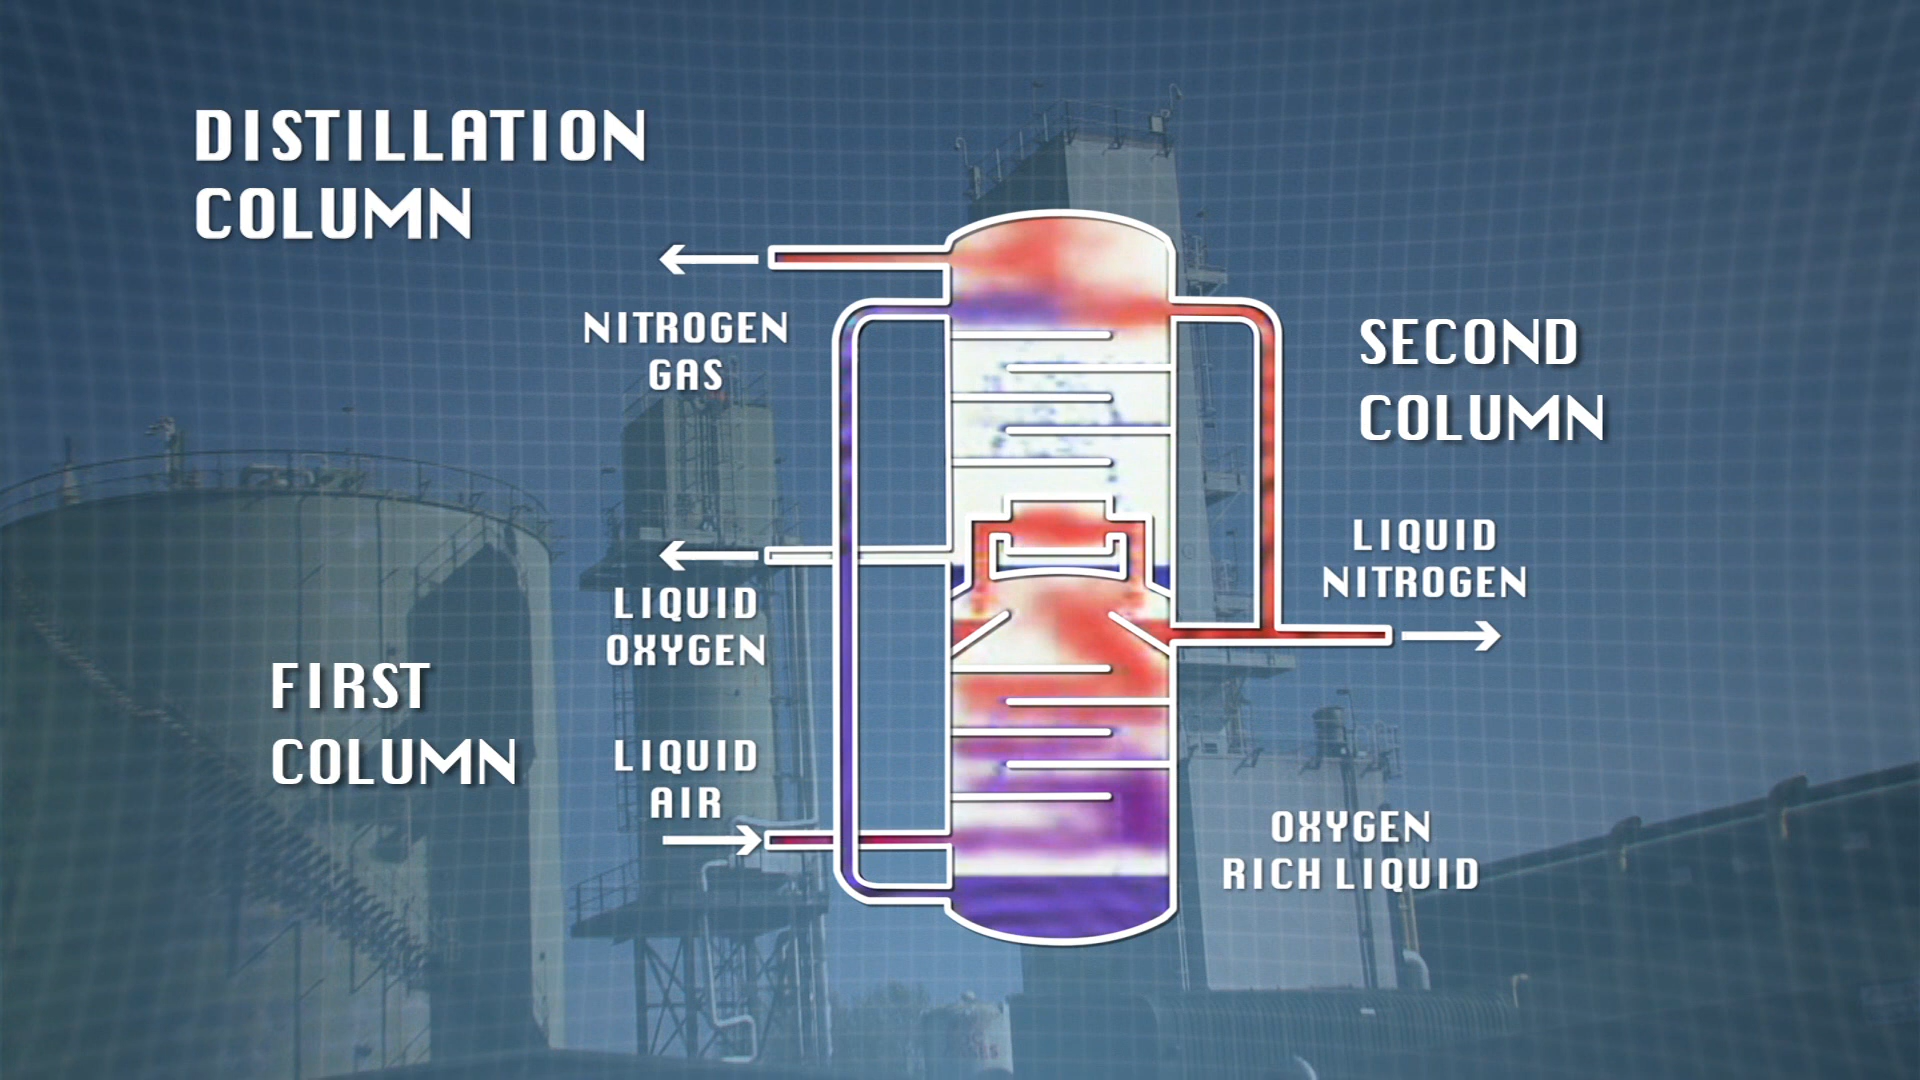 DISTILLATION
COLUMN
NITROGEN
GAS
SECOND
COLUMN
LIQUID
NITROGEN
LIQUID
OXYGEN
FIRST
COLUMN
LIQUID
AIR
OXYGEN
RICH LIQUID